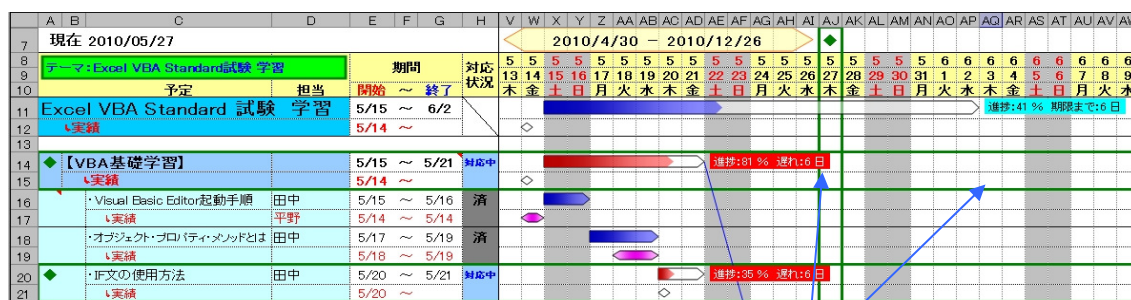 A B C D E F G H V W X Y Z AA AB AC AD AE AF AG AH AI AJ AK AL AM AN AO AP AQ AR AS AT AU AV AW
7 現在 2010/05/27 2010/4/30 － 2010/12/26 ◆
8 テーマ:Excel VBA Standard試験 学習 期間 対応状況 5 5 5 5 5 5 5 5 5 5 5 5 5 5 5 5 5 5 5 6 6 6 6 6 6 6 6 6
9 13 14 15 16 17 18 19 20 21 22 23 24 25 26 27 28 29 30 31 1 2 3 4 5 6 7 8 9
10 予定 担当 開始 ～ 終了 木 金 土 日 月 火 水 木 金 土 日 月 火 水 木 金 土 日 月 火 水 木 金 土 日 月 火 水
11 Excel VBA Standard 試験 学習 5/15 ～ 6/2 進捗:41 % 期限まで:6 日
12 ↳実績 5/14 ～
13
14 ◆ 【VBA基礎学習】 5/15 ～ 5/21 対応中 進捗:81 % 遅れ:6 日
15 ↳実績 5/14 ～
16 ・Visual Basic Editor起動手順 田中 5/15 ～ 5/16 済
17 ↳実績 平野 5/14 ～ 5/14
18 ・オブジェクト・プロパティ・メソッドとは 田中 5/17 ～ 5/19 済
19 ↳実績 5/18 ～ 5/19
20 ◆ ・IF文の使用方法 田中 5/20 ～ 5/21 対応中 進捗:35 % 遅れ:6 日
21 ↳実績 5/20 ～